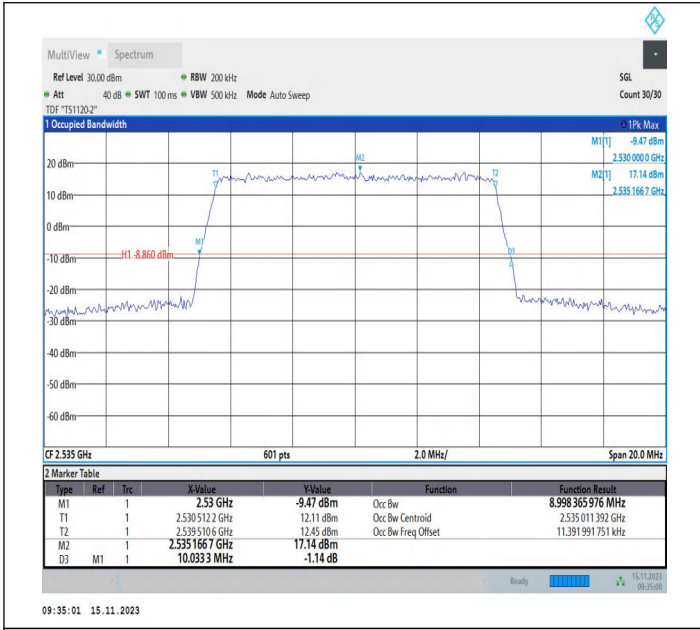 R&S
MultiView Spectrum
Ref Level 30.00 dBm RBW 200 kHz SGL
Att 40 dB SWT 100 ms VBW 500 kHz Mode Auto Sweep Count 30/30
TDF "TS1120-2"
1 Occupied Bandwidth 1Pk Max
M1[1] -9.47 dBm
2.530 000 0 GHz
M2[1] 17.14 dBm
2.535 166 7 GHz
20 dBm
M2
T1
T2
10 dBm
0 dBm
M1
D3
H1 -8.860 dBm
-10 dBm
-20 dBm
-30 dBm
-40 dBm
-50 dBm
-60 dBm
CF 2.535 GHz 601 pts 2.0 MHz/ Span 20.0 MHz
2 Marker Table
Type Ref Trc X-Value Y-Value Function Function Result
M1 1 2.53 GHz -9.47 dBm Occ Bw 8.998 365 976 MHz
T1 1 2.530 512 2 GHz 12.11 dBm Occ Bw Centroid 2.535 011 392 GHz
T2 1 2.539 510 6 GHz 12.45 dBm Occ Bw Freq Offset 11.391 991 751 kHz
M2 1 2.535 166 7 GHz 17.14 dBm
D3 M1 1 10.033 3 MHz -1.14 dB
Ready 15.11.2023
09:35:00
09:35:01 15.11.2023